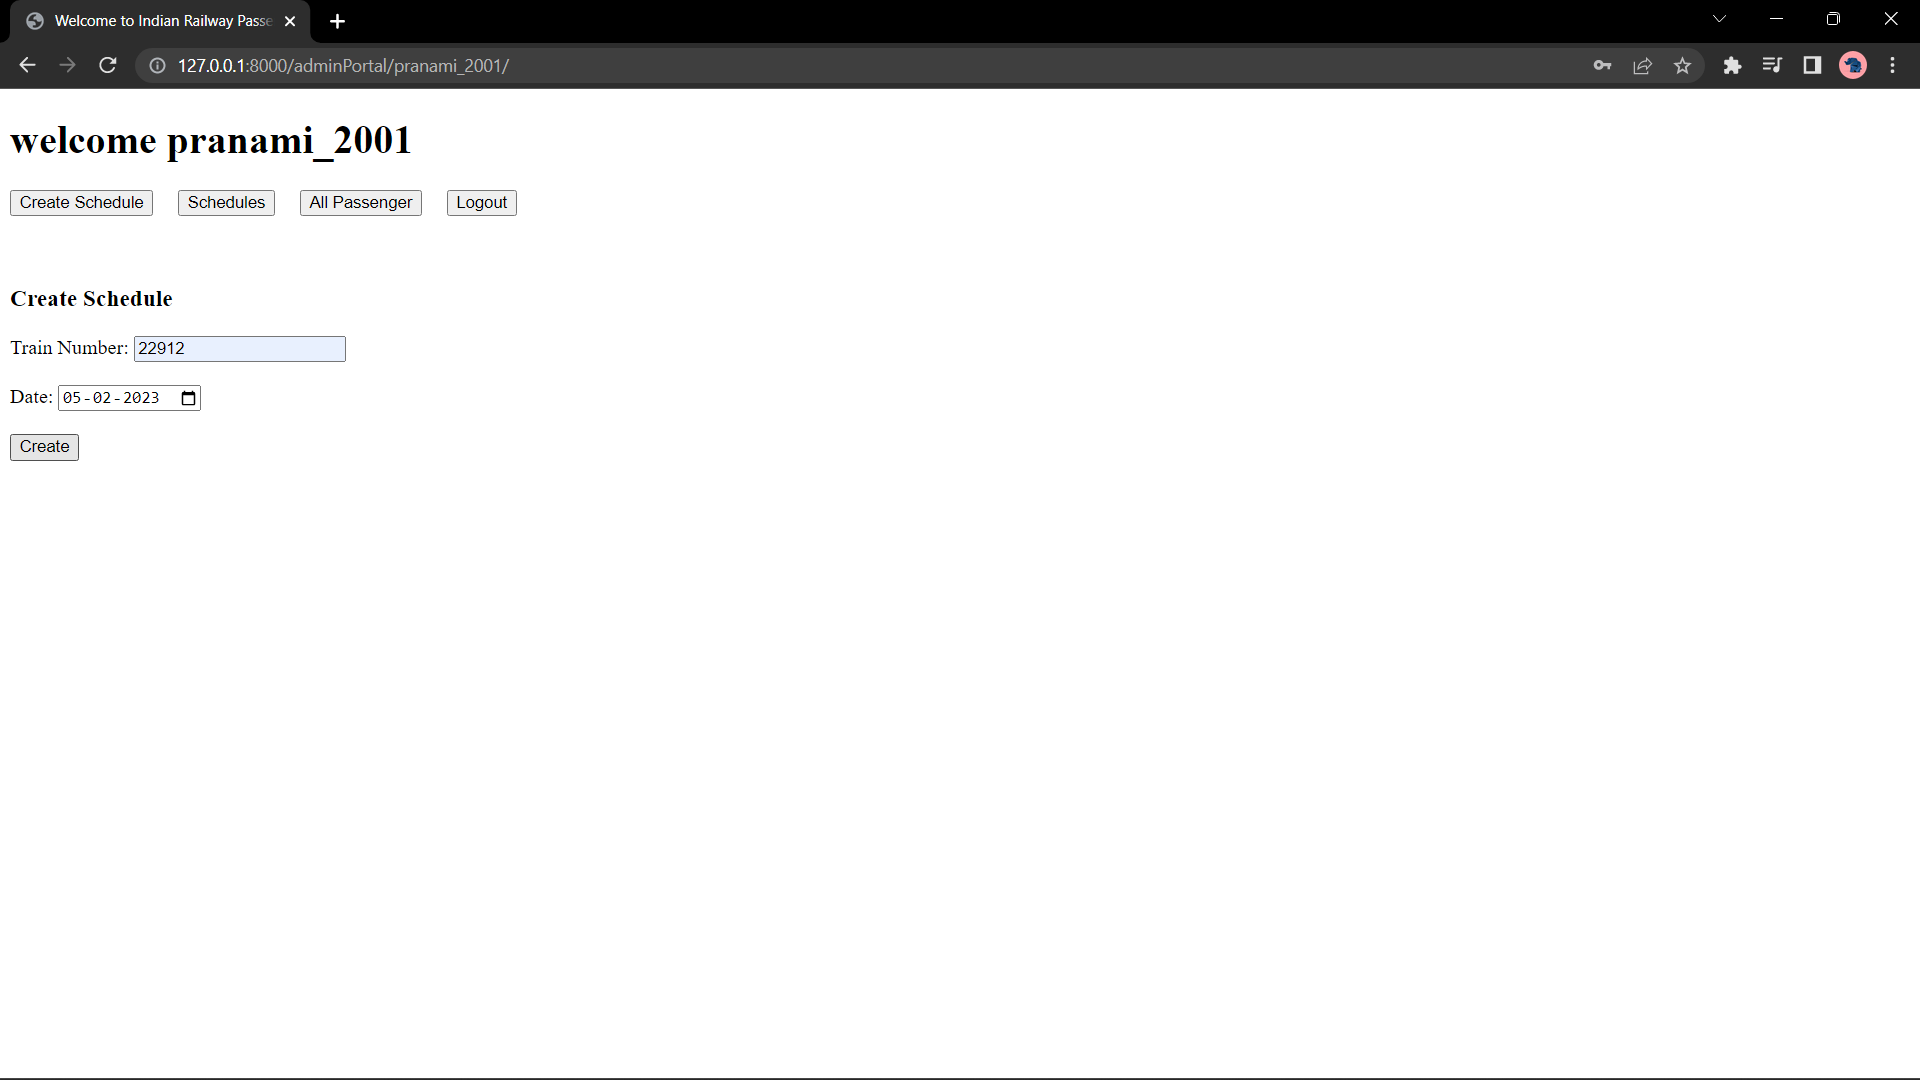 Welcome to Indian Railway Passe
127.0.0.1:8000/adminPortal/pranami_2001/
welcome pranami_2001
Create Schedule Schedules All Passenger Logout
Create Schedule
Train Number: 22912
Date: 05-02-2023
Create